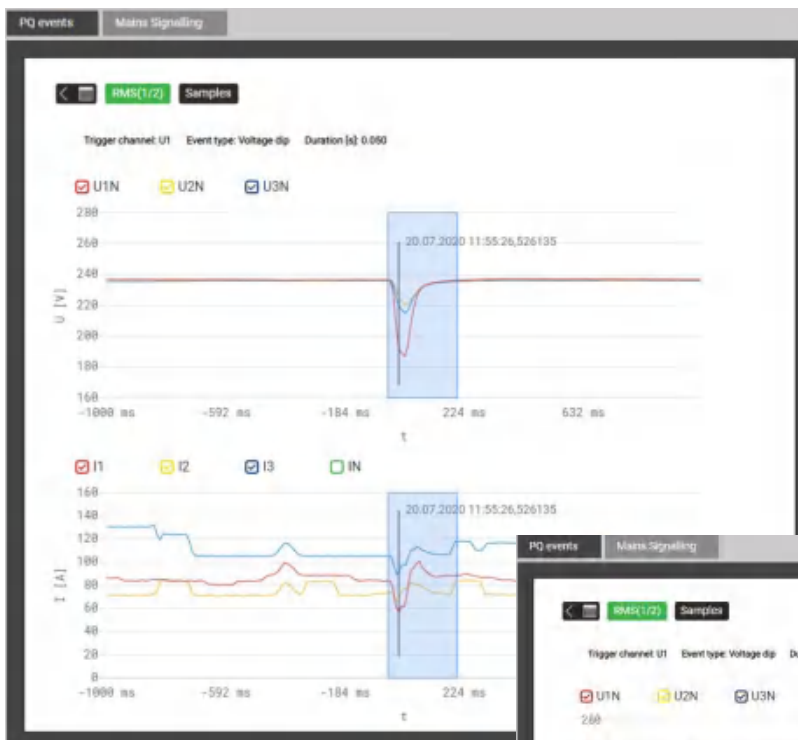 PQ events Mains Signalling
RMS(1/2) Samples
Trigger channel: U1 Event type: Voltage dip Duration [s]: 0.050
U1N U2N U3N
280
260
20.07.2020 11:55:26,526135
240
U [V]
220
200
180
160
-1000 ms -592 ms -184 ms 224 ms 632 ms
t
I1 I2 I3 IN
160
140
20.07.2020 11:55:26,526135
120
100
I [A]
80
60
40
20
0
-1000 ms -592 ms -184 ms 224 ms
t
PQ events Mains Signalling
RMS(1/2) Samples
Trigger channel: U1 Event type: Voltage dip
U1N U2N U3N
280